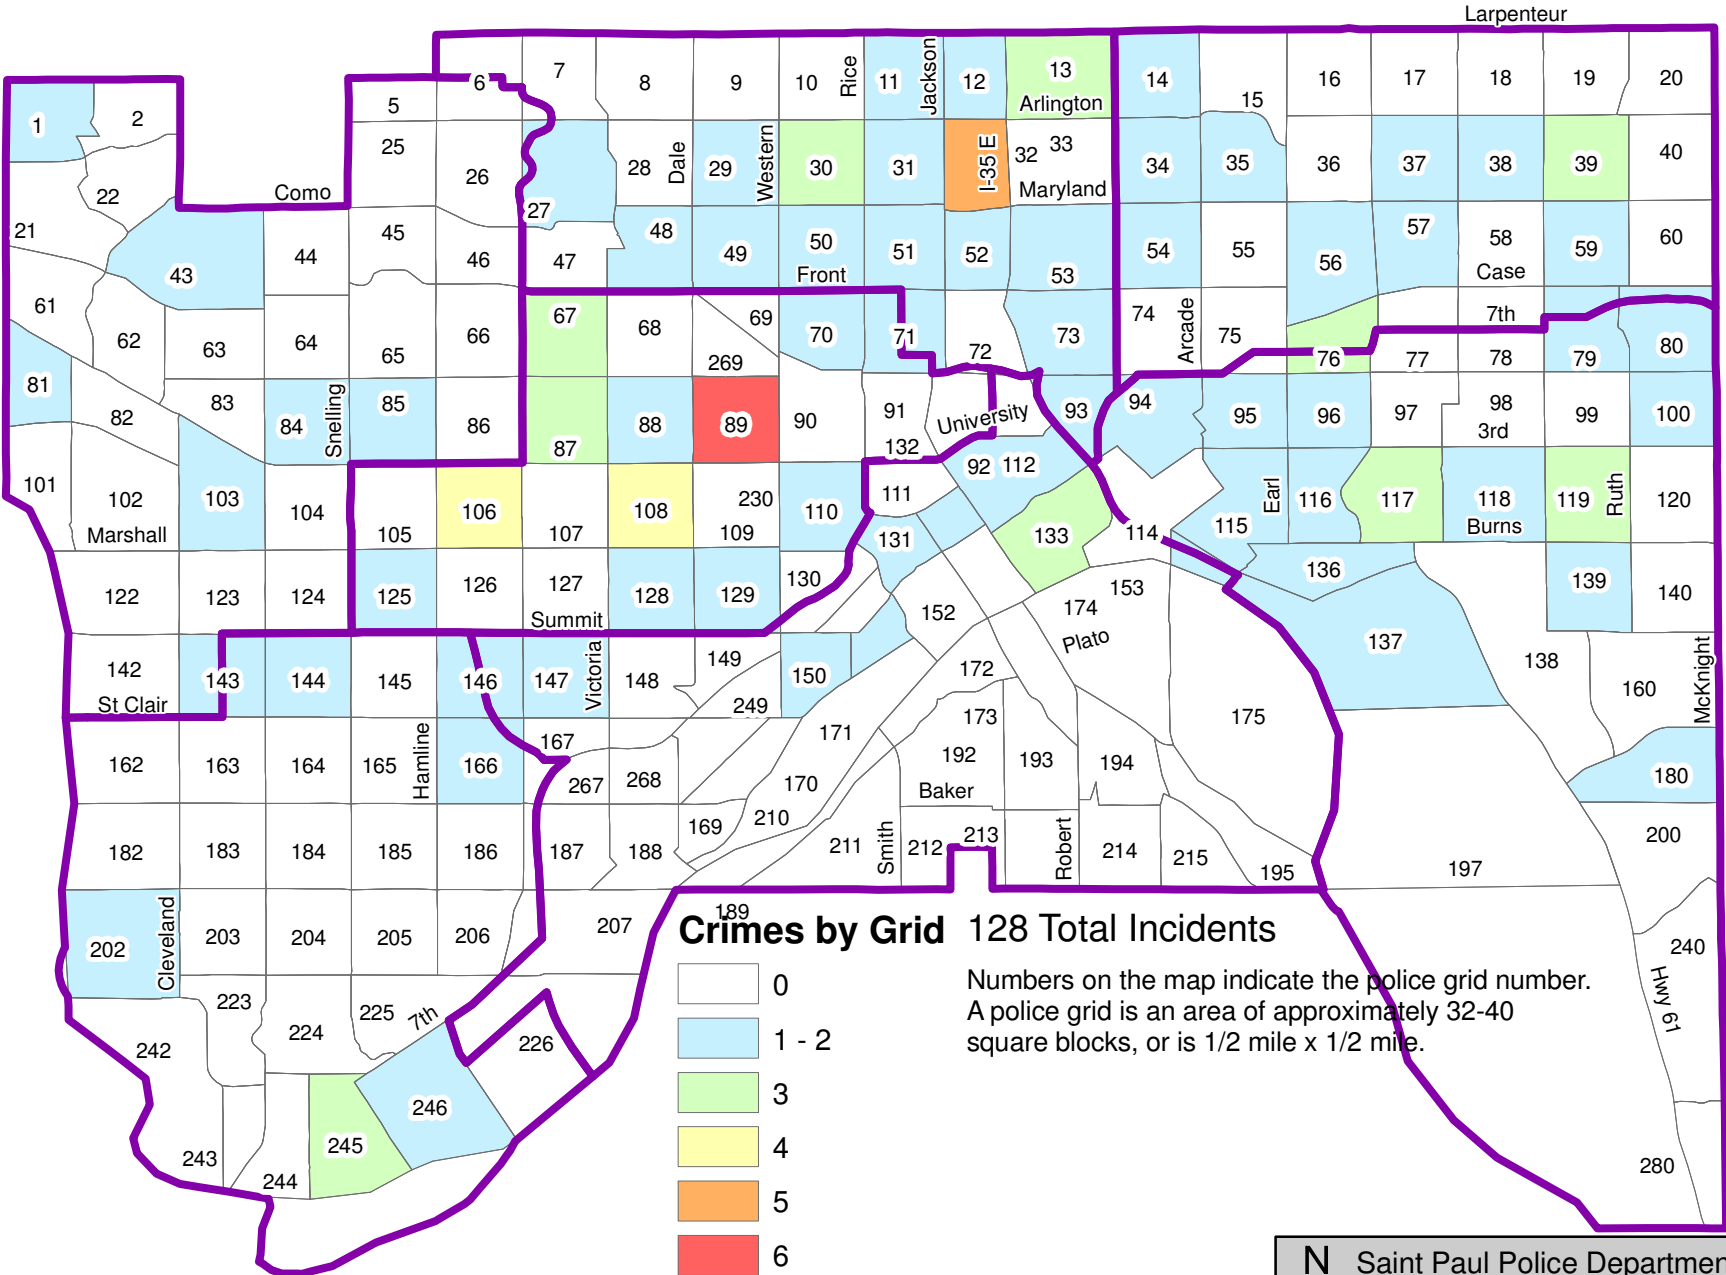 Larpenteur
6 7 8 9 10 Rice 11 Jackson 12 13 14 15 16 17 18 19 20
1 2 5 Arlington
25 26 28 Dale 29 Western 30 31 I-35 E 32 33 34 35 36 37 38 39 40
22 Como 27 Maryland
21 43 44 45 46 47 48 49 50 51 52 53 54 55 56 57 58 59 60
Front Case
61 62 63 64 65 66 67 68 69 70 71 72 73 74 Arcade 75 76 77 78 79 80
269 7th
81 82 83 84 Snelling 85 86 87 88 89 90 91 University 93 94 95 96 97 98 99 100
132 3rd
101 102 103 104 105 106 107 108 230 110 111 92 112 133 114 115 Earl 116 117 118 119 Ruth 120
Marshall 109 131 Burns
122 123 124 125 126 127 128 129 130 152 174 153 136 139 140
Summit Plato 137
142 143 144 145 146 147 Victoria 148 149 150 172 138 160 McKnight
St Clair 249 171 173 175
162 163 164 165 Hamline 166 167 267 268 170 192 193 194 180
Baker
182 183 184 185 186 187 188 169 210 211 Smith 212 213 Robert 214 215 195 197 200
202 Cleveland 203 204 205 206 207 189 240
Crimes by Grid 128 Total Incidents
Numbers on the map indicate the police grid number.
A police grid is an area of approximately 32-40
square blocks, or is 1/2 mile x 1/2 mile.
0
1 - 2
3
4
5
6
223 224 225 7th 226 Hwy 61
242 246
243 244 245 280
N Saint Paul Police Departmen